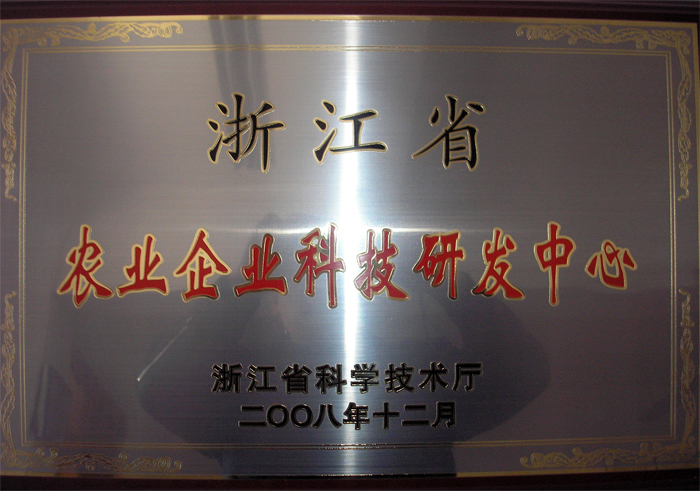 浙江省
农业企业科技研发中心
浙江省科学技术厅
二〇〇八年十二月